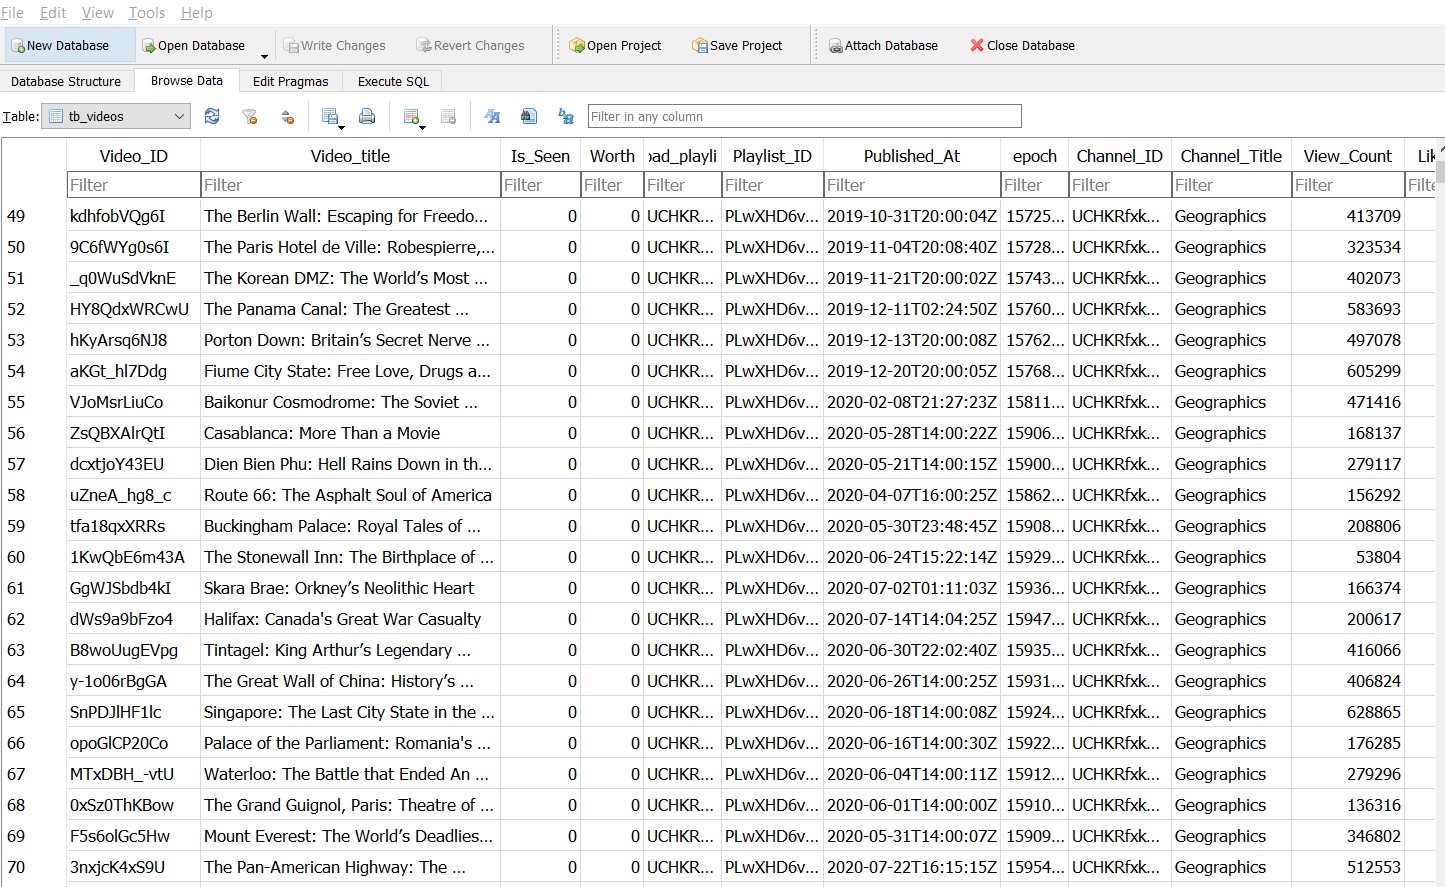 File Edit View Tools Help
New Database Open Database Write Changes Revert Changes Open Project Save Project Attach Database Close Database
Database Structure Browse Data Edit Pragmas Execute SQL
Table: tb_videos Filter in any column
Video_ID Video_title Is_Seen Worth oad_playli Playlist_ID Published_At epoch Channel_ID Channel_Title View_Count Lik
Filter Filter Filter Filter Filter Filter Filter Filter Filter Filter Filter Filte
49 kdhfobVQg6I The Berlin Wall: Escaping for Freedo... 0 0 UCHKR... PLwXHD6v... 2019-10-31T20:00:04Z 15725... UCHKRfxk... Geographics 413709
50 9C6fWYg0s6I The Paris Hotel de Ville: Robespierre,... 0 0 UCHKR... PLwXHD6v... 2019-11-04T20:08:40Z 15728... UCHKRfxk... Geographics 323534
51 _q0WuSdVknE The Korean DMZ: The World’s Most ... 0 0 UCHKR... PLwXHD6v... 2019-11-21T20:00:02Z 15743... UCHKRfxk... Geographics 402073
52 HY8QdxWRCwU The Panama Canal: The Greatest ... 0 0 UCHKR... PLwXHD6v... 2019-12-11T02:24:50Z 15760... UCHKRfxk... Geographics 583693
53 hKyArsq6NJ8 Porton Down: Britain’s Secret Nerve ... 0 0 UCHKR... PLwXHD6v... 2019-12-13T20:00:08Z 15762... UCHKRfxk... Geographics 497078
54 aKGt_hl7Ddg Fiume City State: Free Love, Drugs a... 0 0 UCHKR... PLwXHD6v... 2019-12-20T20:00:05Z 15768... UCHKRfxk... Geographics 605299
55 VJoMsrLiuCo Baikonur Cosmodrome: The Soviet ... 0 0 UCHKR... PLwXHD6v... 2020-02-08T21:27:23Z 15811... UCHKRfxk... Geographics 471416
56 ZsQBXAlrQtI Casablanca: More Than a Movie 0 0 UCHKR... PLwXHD6v... 2020-05-28T14:00:22Z 15906... UCHKRfxk... Geographics 168137
57 dcxtjoY43EU Dien Bien Phu: Hell Rains Down in th... 0 0 UCHKR... PLwXHD6v... 2020-05-21T14:00:15Z 15900... UCHKRfxk... Geographics 279117
58 uZneA_hg8_c Route 66: The Asphalt Soul of America 0 0 UCHKR... PLwXHD6v... 2020-04-07T16:00:25Z 15862... UCHKRfxk... Geographics 156292
59 tfa18qxXRRs Buckingham Palace: Royal Tales of ... 0 0 UCHKR... PLwXHD6v... 2020-05-30T23:48:45Z 15908... UCHKRfxk... Geographics 208806
60 1KwQbE6m43A The Stonewall Inn: The Birthplace of ... 0 0 UCHKR... PLwXHD6v... 2020-06-24T15:22:14Z 15929... UCHKRfxk... Geographics 53804
61 GgWJSbdb4kI Skara Brae: Orkney’s Neolithic Heart 0 0 UCHKR... PLwXHD6v... 2020-07-02T01:11:03Z 15936... UCHKRfxk... Geographics 166374
62 dWs9a9bFzo4 Halifax: Canada's Great War Casualty 0 0 UCHKR... PLwXHD6v... 2020-07-14T14:04:25Z 15947... UCHKRfxk... Geographics 200617
63 B8woUugEVpg Tintagel: King Arthur’s Legendary ... 0 0 UCHKR... PLwXHD6v... 2020-06-30T22:02:40Z 15935... UCHKRfxk... Geographics 416066
64 y-1o06rBgGA The Great Wall of China: History’s ... 0 0 UCHKR... PLwXHD6v... 2020-06-26T14:00:25Z 15931... UCHKRfxk... Geographics 406824
65 SnPDJlHF1lc Singapore: The Last City State in the ... 0 0 UCHKR... PLwXHD6v... 2020-06-18T14:00:08Z 15924... UCHKRfxk... Geographics 628865
66 opoGlCP20Co Palace of the Parliament: Romania's ... 0 0 UCHKR... PLwXHD6v... 2020-06-16T14:00:30Z 15922... UCHKRfxk... Geographics 176285
67 MTxDBH_-vtU Waterloo: The Battle that Ended An ... 0 0 UCHKR... PLwXHD6v... 2020-06-04T14:00:11Z 15912... UCHKRfxk... Geographics 279296
68 0xSz0ThKBow The Grand Guignol, Paris: Theatre of ... 0 0 UCHKR... PLwXHD6v... 2020-06-01T14:00:00Z 15910... UCHKRfxk... Geographics 136316
69 F5s6olGc5Hw Mount Everest: The World’s Deadlies... 0 0 UCHKR... PLwXHD6v... 2020-05-31T14:00:07Z 15909... UCHKRfxk... Geographics 346802
70 3nxjcK4xS9U The Pan-American Highway: The ... 0 0 UCHKR... PLwXHD6v... 2020-07-22T16:15:15Z 15954... UCHKRfxk... Geographics 512553